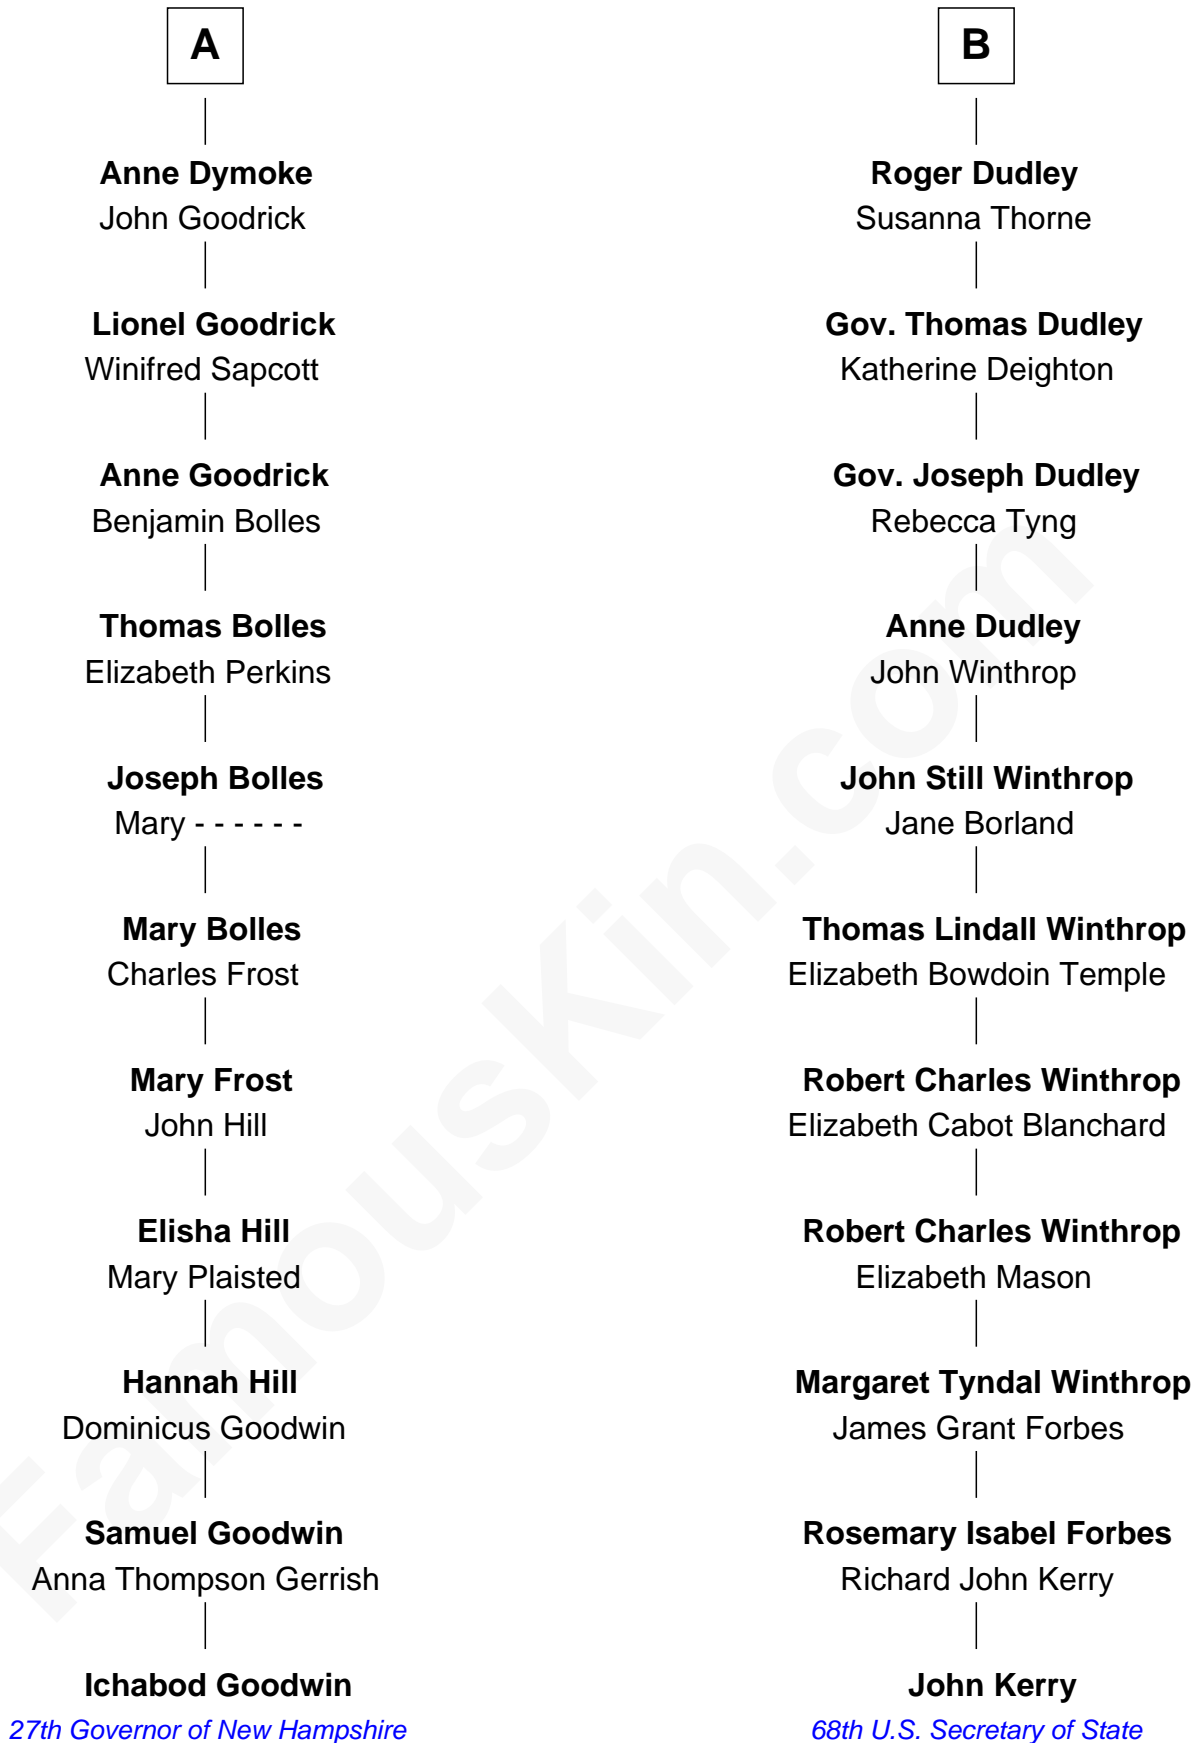 A
Anne Dymoke
John Goodrick
Lionel Goodrick
Winifred Sapcott
Anne Goodrick
Benjamin Bolles
Thomas Bolles
Elizabeth Perkins
Joseph Bolles
Mary - - - - - -
Mary Bolles
Charles Frost
Mary Frost
John Hill
Elisha Hill
Mary Plaisted
Hannah Hill
Dominicus Goodwin
Samuel Goodwin
Anna Thompson Gerrish
Ichabod Goodwin
27th Governor of New Hampshire
B
Roger Dudley
Susanna Thorne
Gov. Thomas Dudley
Katherine Deighton
Gov. Joseph Dudley
Rebecca Tyng
Anne Dudley
John Winthrop
John Still Winthrop
Jane Borland
Thomas Lindall Winthrop
Elizabeth Bowdoin Temple
Robert Charles Winthrop
Elizabeth Cabot Blanchard
Robert Charles Winthrop
Elizabeth Mason
Margaret Tyndal Winthrop
James Grant Forbes
Rosemary Isabel Forbes
Richard John Kerry
John Kerry
68th U.S. Secretary of State
FamousKin.com